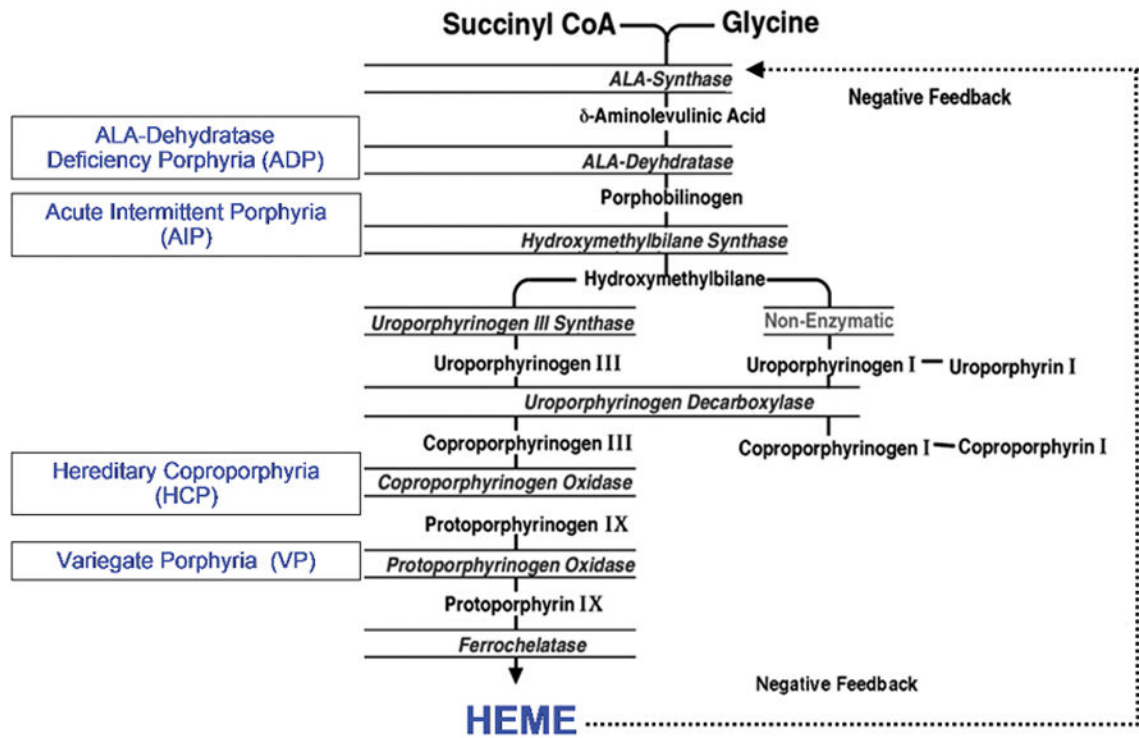 Succinyl CoA Glycine
ALA-Synthase
Negative Feedback
δ-Aminolevulinic Acid
ALA-Dehydratase
Deficiency Porphyria (ADP)
ALA-Deyhdratase
Porphobilinogen
Acute Intermittent Porphyria
(AIP)
Hydroxymethylbilane Synthase
Hydroxymethylbilane
Uroporphyrinogen III Synthase
Non-Enzymatic
Uroporphyrinogen III
Uroporphyrinogen I Uroporphyrin I
Uroporphyrinogen Decarboxylase
Coproporphyrinogen III
Coproporphyrinogen I Coproporphyrin I
Hereditary Coproporphyria
(HCP)
Coproporphyrinogen Oxidase
Protoporphyrinogen IX
Variegate Porphyria (VP)
Protoporphyrinogen Oxidase
Protoporphyrin IX
Ferrochelatase
Negative Feedback
HEME